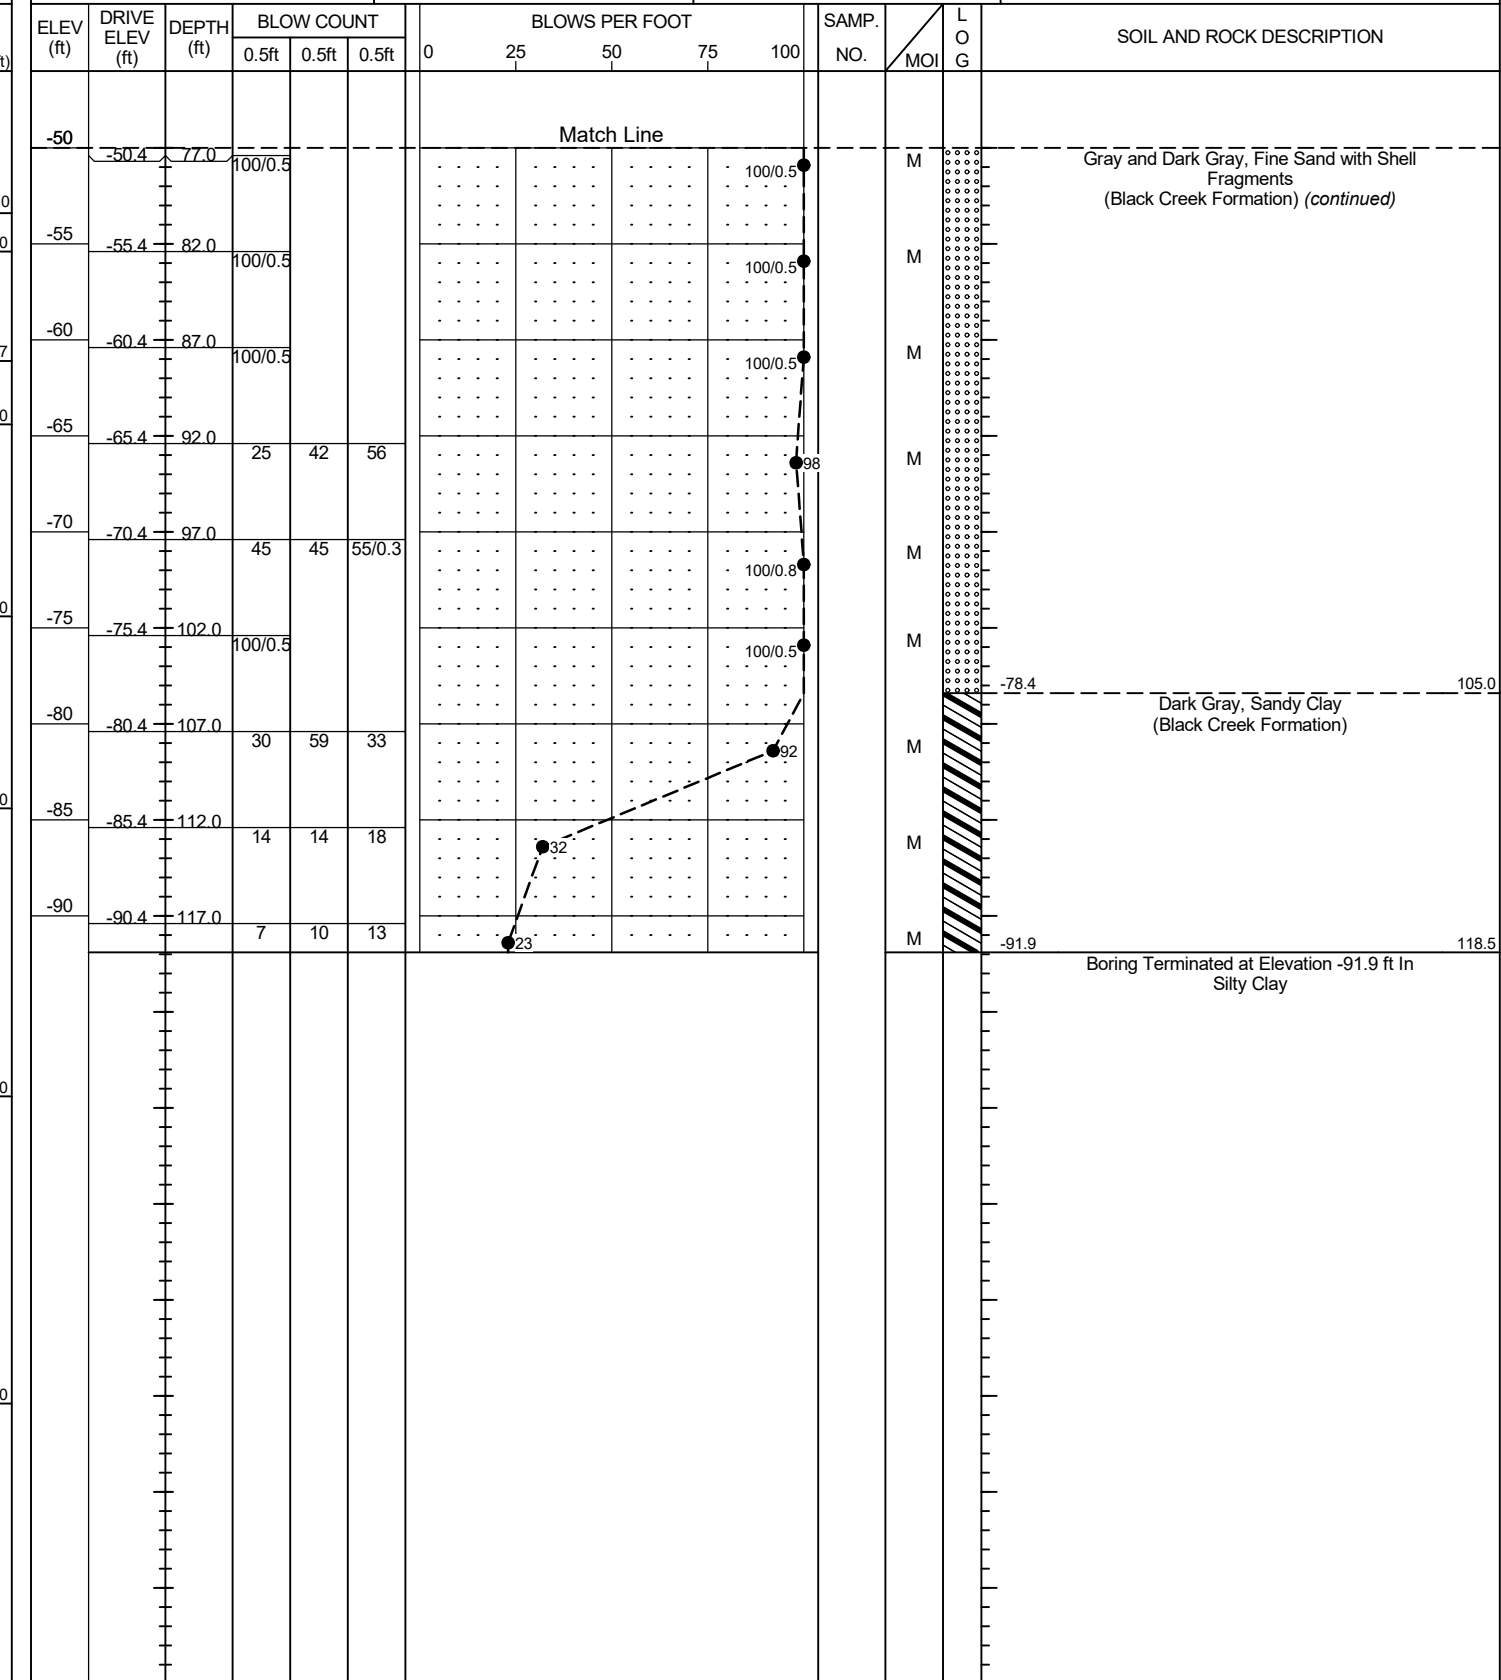 ELEV (ft)
DRIVE ELEV (ft)
DEPTH (ft)
BLOW COUNT
0.5ft 0.5ft 0.5ft
BLOWS PER FOOT
0 25 50 75 100
SAMP. NO.
MOI
L O G
SOIL AND ROCK DESCRIPTION
t)
Match Line
-50
-50.4 77.0 100/0.5 100/0.5 M
Gray and Dark Gray, Fine Sand with Shell
Fragments
(Black Creek Formation) (continued)
0
-55
0
-55.4 82.0 100/0.5 100/0.5 M
-60
7
-60.4 87.0 100/0.5 100/0.5 M
0
-65
-65.4 92.0 25 42 56 98 M
-70
-70.4 97.0 45 45 55/0.3 100/0.8 M
0
-75
-75.4 102.0 100/0.5 100/0.5 M
-78.4 105.0
Dark Gray, Sandy Clay
(Black Creek Formation)
-80
-80.4 107.0 30 59 33 92 M
0
-85
-85.4 112.0 14 14 18 32 M
-90
-90.4 117.0 7 10 13 23 M
-91.9 118.5
Boring Terminated at Elevation -91.9 ft In
Silty Clay
0
0